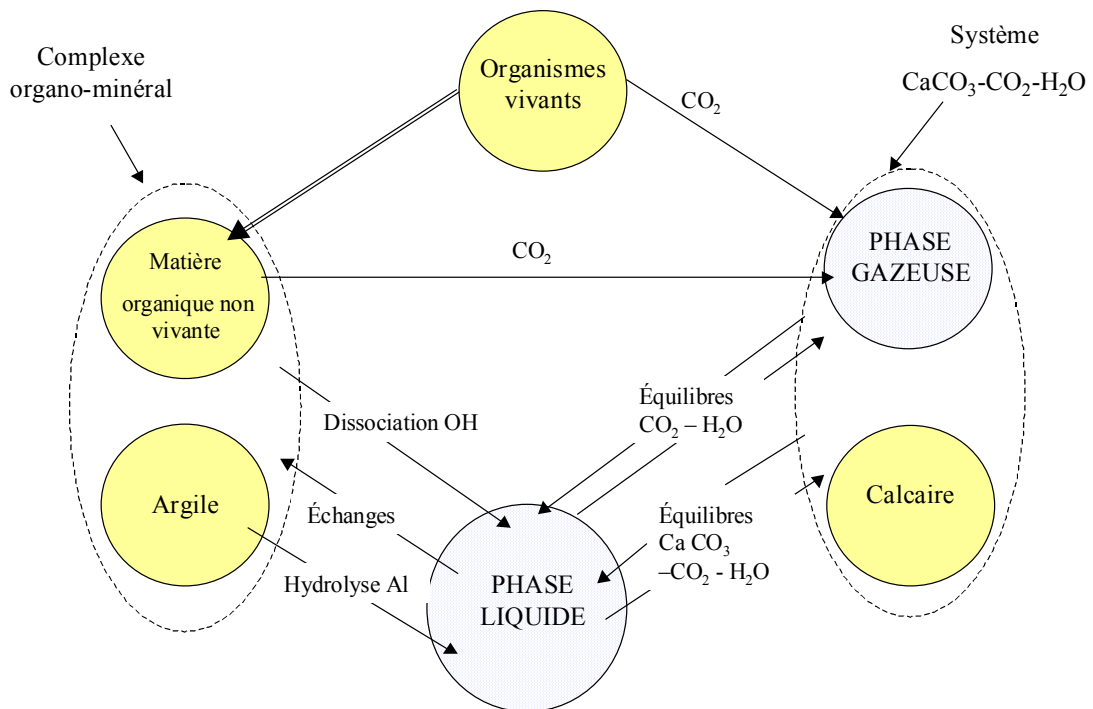 Complexe
organo-minéral
Organismes
vivants
Système
CaCO₃-CO₂-H₂O
CO₂
Matière
organique non
vivante
CO₂
PHASE
GAZEUSE
Dissociation OH
Équilibres
CO₂ – H₂O
Argile
Échanges
Hydrolyse Al
PHASE
LIQUIDE
Équilibres
Ca CO₃
–CO₂ - H₂O
Calcaire